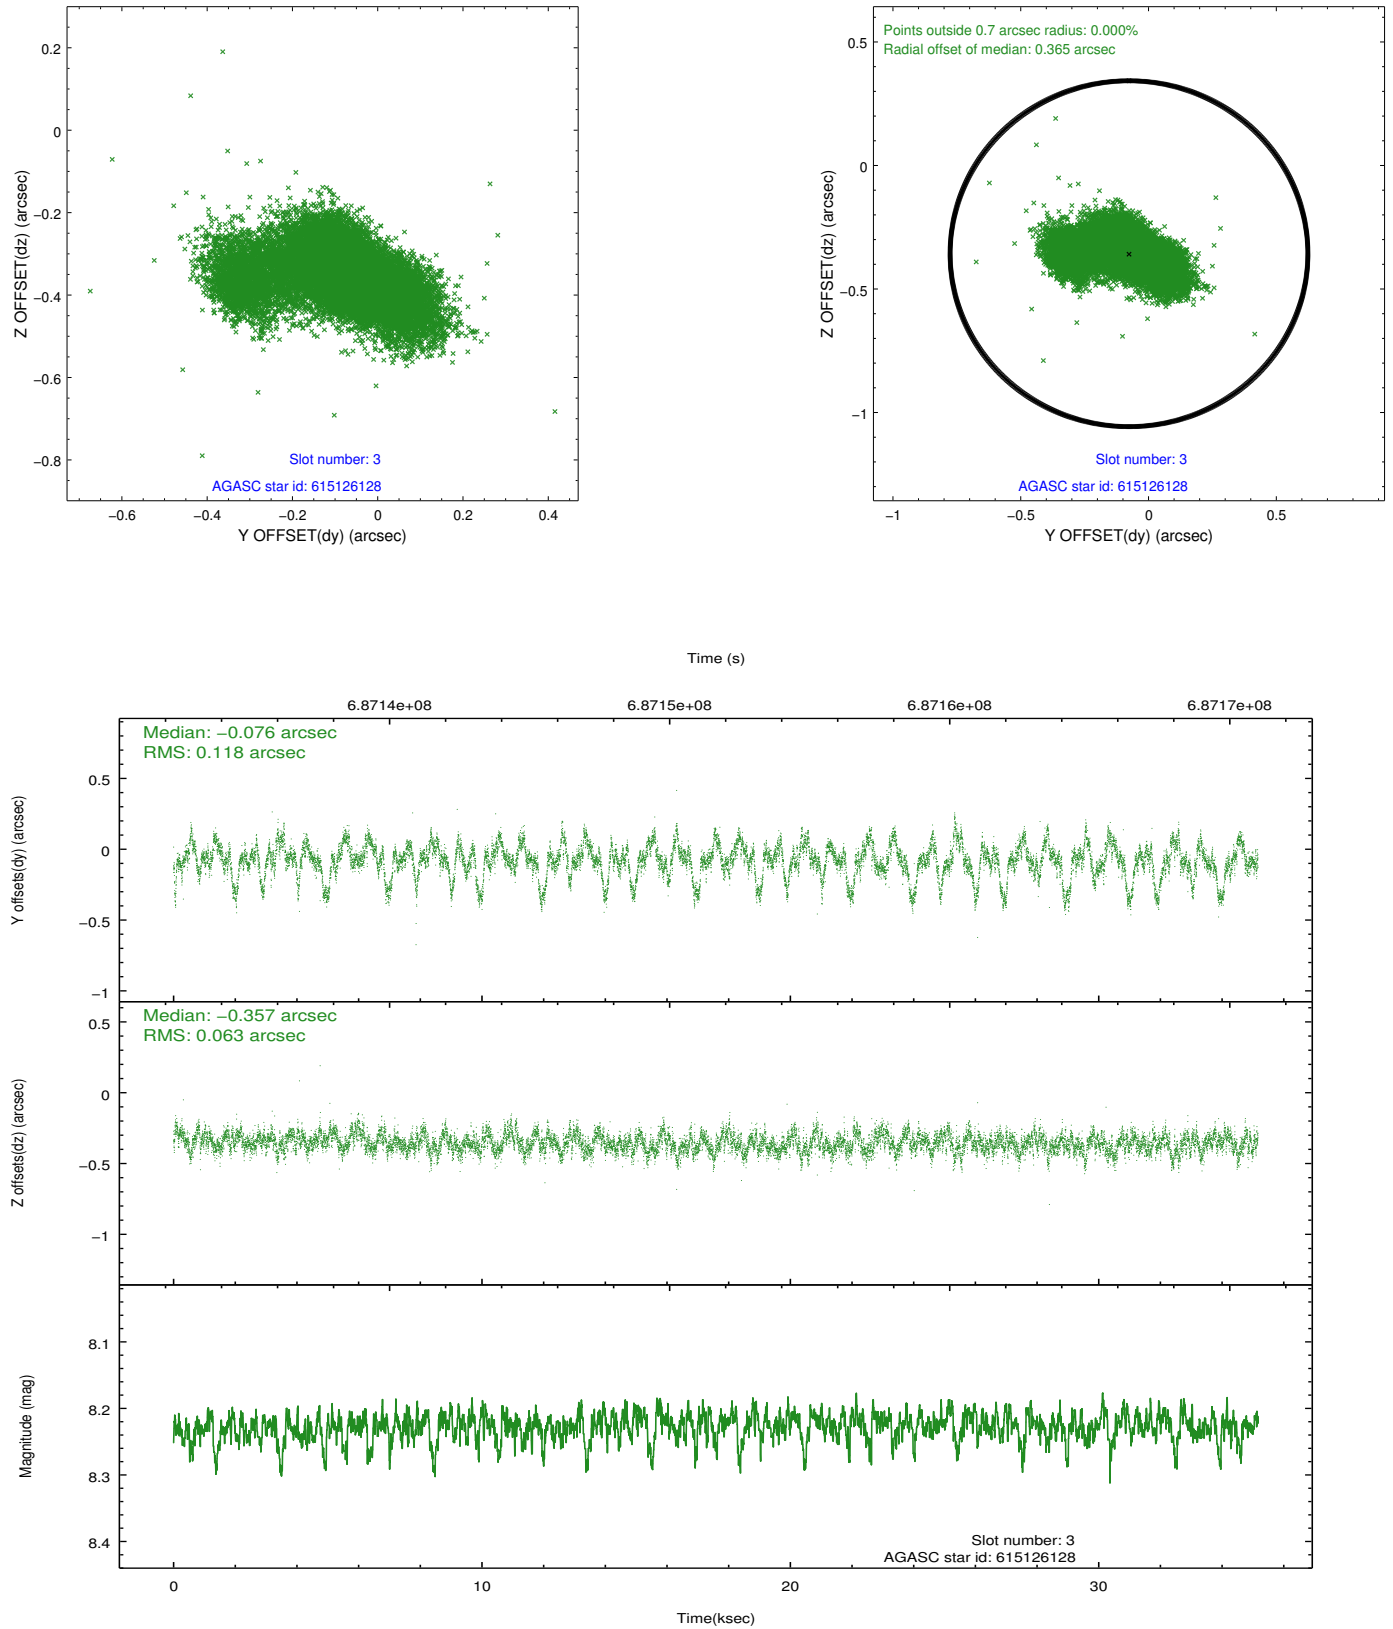 0.2
0
−0.2
−0.4
−0.6
−0.8
Z OFFSET(dz) (arcsec)
Slot number: 3
AGASC star id: 615126128
−0.6
−0.4
−0.2
0
0.2
0.4
Y OFFSET(dy) (arcsec)
Points outside 0.7 arcsec radius: 0.000%
Radial offset of median: 0.365 arcsec
0.5
0
−0.5
−1
Z OFFSET(dz) (arcsec)
Slot number: 3
AGASC star id: 615126128
−1
−0.5
0
0.5
Y OFFSET(dy) (arcsec)
Time (s)
6.8714e+08
6.8715e+08
6.8716e+08
6.8717e+08
Median: −0.076 arcsec
RMS: 0.118 arcsec
0.5
0
−0.5
−1
Y offsets(dy) (arcsec)
Median: −0.357 arcsec
RMS: 0.063 arcsec
0.5
0
−0.5
−1
Z offsets(dz) (arcsec)
8.1
8.2
8.3
8.4
Magnitude (mag)
Slot number: 3
AGASC star id: 615126128
0
10
20
30
Time(ksec)